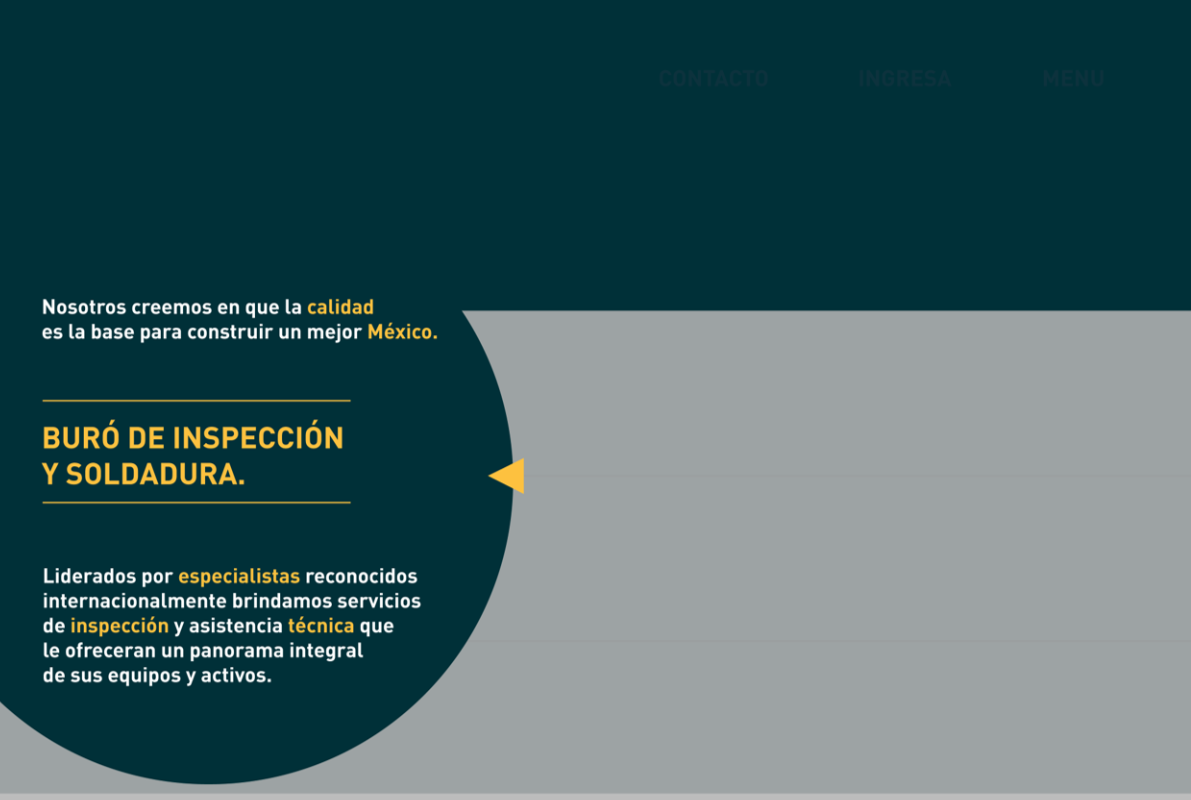 CONTACTO INGRESA MENU
Nosotros creemos en que la calidad
es la base para construir un mejor México.
BURÓ DE INSPECCIÓN
Y SOLDADURA.
Liderados por especialistas reconocidos
internacionalmente brindamos servicios
de inspección y asistencia técnica que
le ofreceran un panorama integral
de sus equipos y activos.